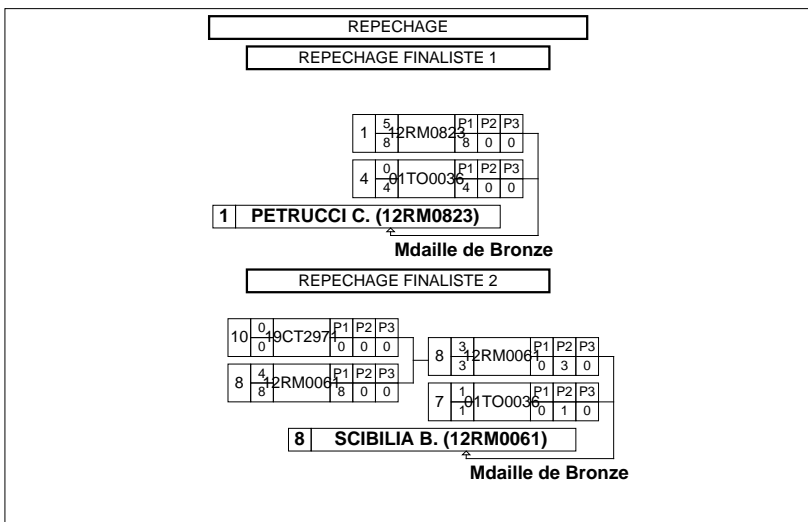 REPECHAGE
REPECHAGE FINALISTE 1
1 5 8 12RM0823 P1 P2 P3 8 0 0
4 0 4 01TO0036 P1 P2 P3 4 0 0
1 PETRUCCI C. (12RM0823)
Mdaille de Bronze
REPECHAGE FINALISTE 2
10 0 0 19CT2971 P1 P2 P3 0 0 0
8 4 8 12RM0061 P1 P2 P3 8 0 0
8 3 3 12RM0061 P1 P2 P3 0 3 0
7 1 1 01TO0036 P1 P2 P3 0 1 0
8 SCIBILIA B. (12RM0061)
Mdaille de Bronze